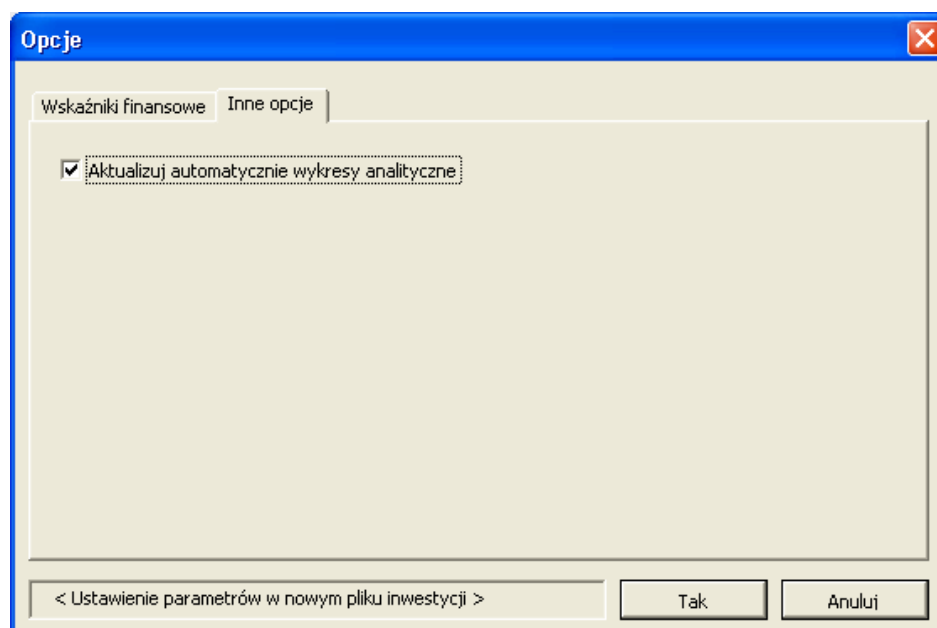 Opcje
Wskaźniki finansowe Inne opcje
Aktualizuj automatycznie wykresy analityczne
< Ustawienie parametrów w nowym pliku inwestycji > Tak Anuluj